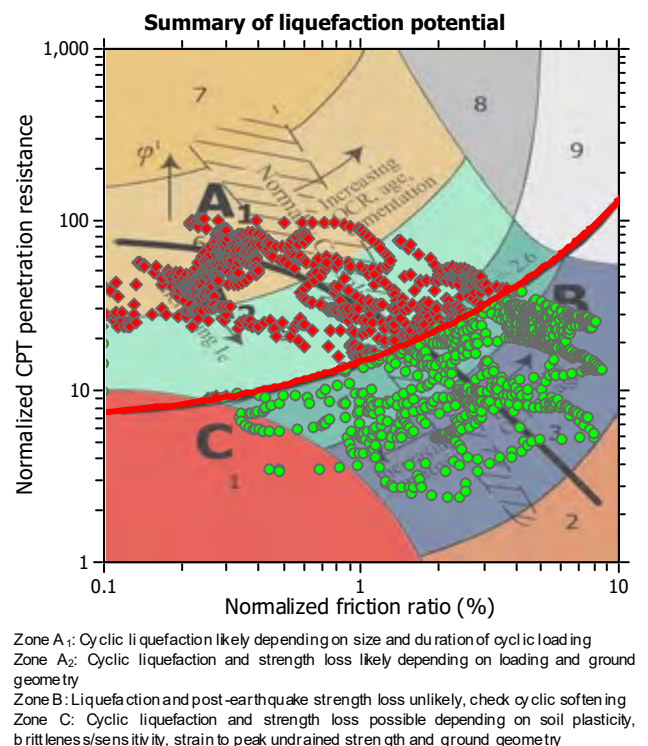 Summary of liquefaction potential
1,000
7
8
φ'
9
Increasing
OCR, age,
cementation
Normal
100
A1
2.6
B
10
C
1
3
2
1
0.1
1
10
Normalized CPT penetration resistance
Normalized friction ratio (%)
Zone A1: Cyclic liquefaction likely depending on size and duration of cyclic loading
Zone A2: Cyclic liquefaction and strength loss likely depending on loading and ground
geometry
Zone B: Liquefaction and post-earthquake strength loss unlikely, check cyclic softening
Zone C: Cyclic liquefaction and strength loss possible depending on soil plasticity,
brittleness/sensitivity, strain to peak undrained strength and ground geometry